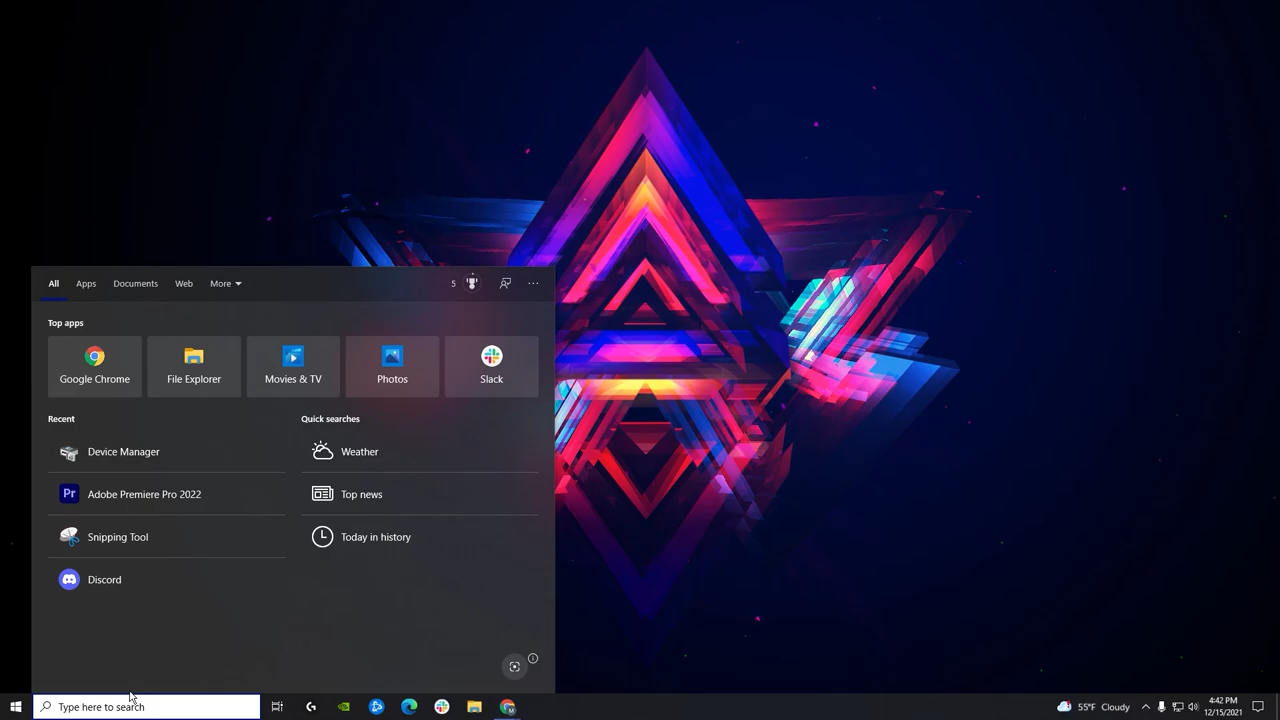 All Apps Documents Web More 5
Top apps
Google Chrome File Explorer Movies & TV Photos Slack
Recent Quick searches
Device Manager Weather
Pr Adobe Premiere Pro 2022 Top news
Snipping Tool Today in history
Discord
Type here to search 55°F Cloudy 4:42 PM
12/15/2021